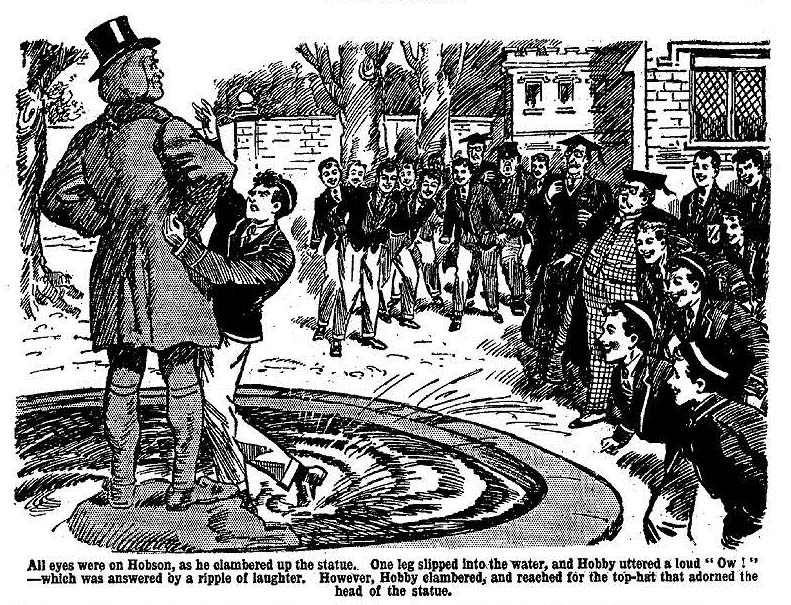 All eyes were on Hobson, as he clambered up the statue. One leg slipped into the water, and Hobby uttered a loud “ Ow ! ”
—which was answered by a ripple of laughter. However, Hobby clambered, and reached for the top-hat that adorned the
head of the statue.